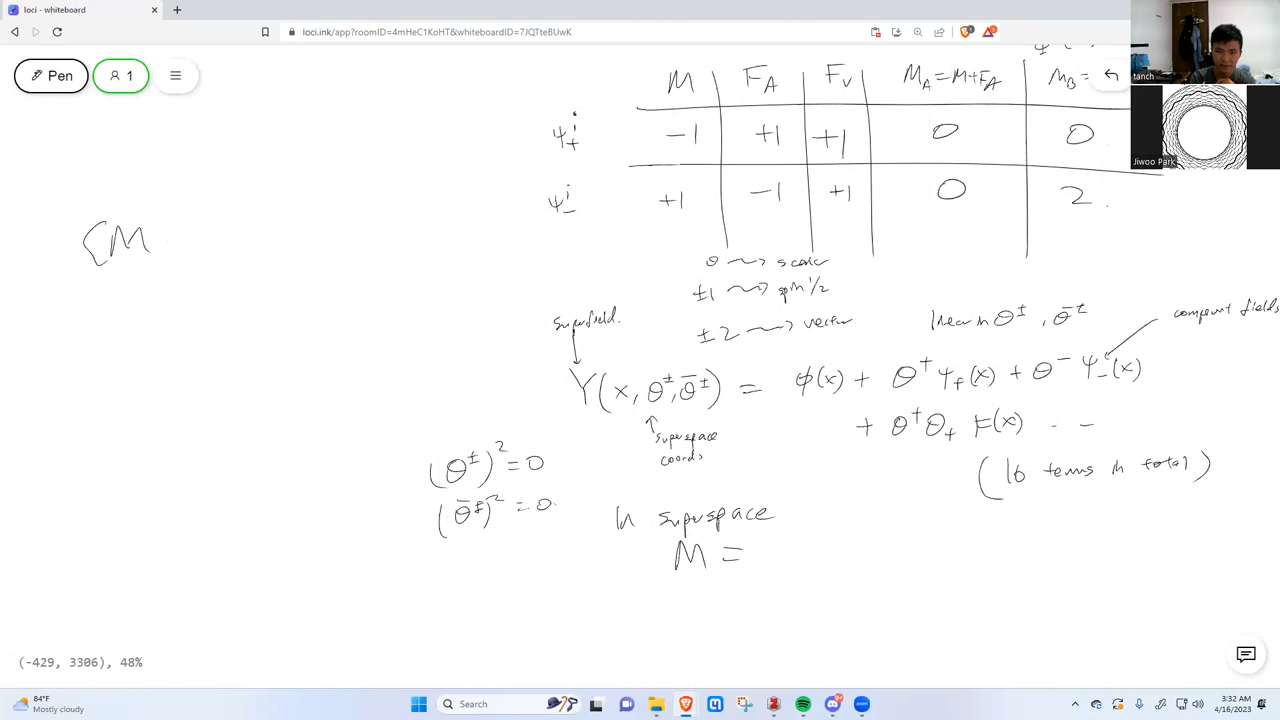 loci - whiteboard
loci.ink/app?roomID=4mHeC1KoHT&whiteboardID=7JQTteBUwK
Pen
1
tanch
Jiwoo Park
M F_A F_V M_A = M+F_A M_B =
ψ_+^i −1 +1 +1 0 0
ψ_-^i +1 −1 +1 0 2
{M
0 ⇝ scalar
±1 ⇝ spin 1/2
±2 ⇝ vector
superfield.
linear in θ^±, θ̄^±
component fields
Y(x, θ^±, θ̄^±) = φ(x) + θ^+ ψ_+(x) + θ^- ψ_-(x)
+ θ^+ θ_+ F(x) . . -
superspace
coords
(16 terms in total)
(θ^±)^2 = 0
(θ̄^±)^2 = 0
In superspace
M =
(-429, 3306), 48%
84°F
Mostly cloudy
Search
3:32 AM
4/16/2023